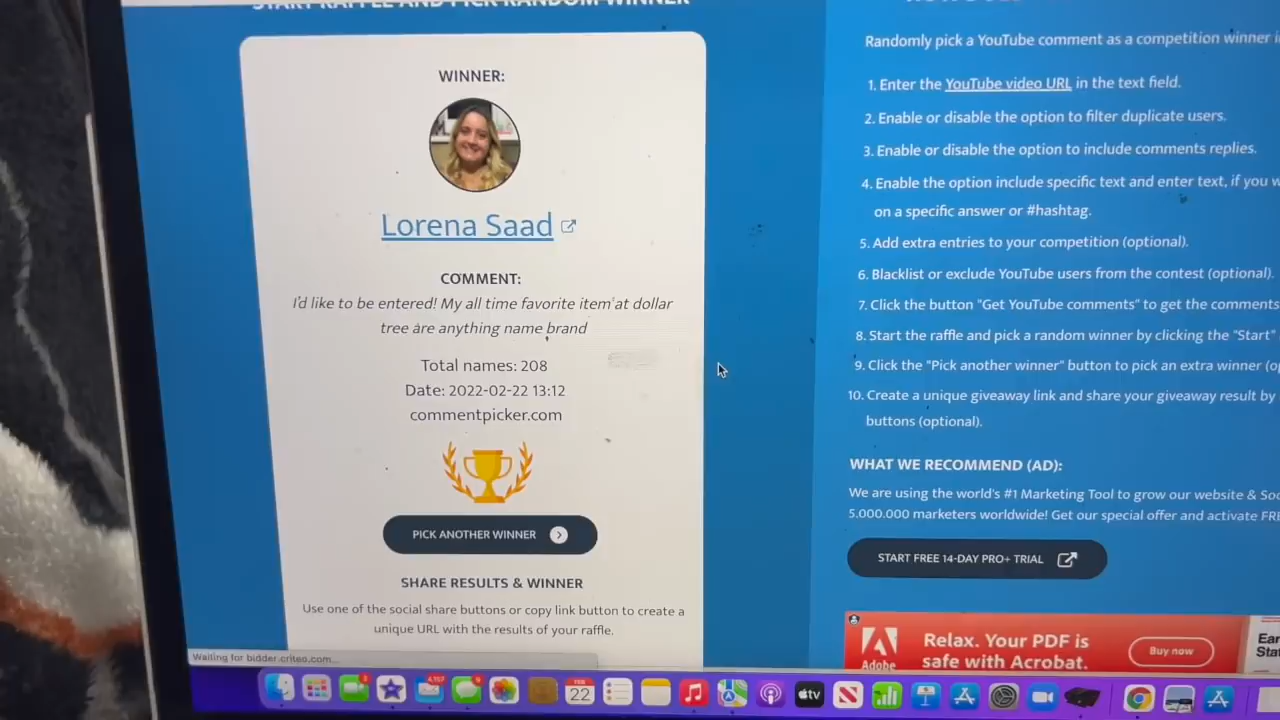 START RAFFLE AND PICK RANDOM WINNER
WINNER:
Lorena Saad
COMMENT:
I'd like to be entered! My all time favorite item at dollar
tree are anything name brand
Total names: 208
Date: 2022-02-22 13:12
commentpicker.com
PICK ANOTHER WINNER
SHARE RESULTS & WINNER
Use one of the social share buttons or copy link button to create a
unique URL with the results of your raffle.
Waiting for bidder.criteo.com...
Randomly pick a YouTube comment as a competition winner
1. Enter the YouTube video URL in the text field.
2. Enable or disable the option to filter duplicate users.
3. Enable or disable the option to include comments replies.
4. Enable the option include specific text and enter text, if you
on a specific answer or #hashtag.
5. Add extra entries to your competition (optional).
6. Blacklist or exclude YouTube users from the contest (optional).
7. Click the button "Get YouTube comments" to get the comments
8. Start the raffle and pick a random winner by clicking the "Start"
9. Click the "Pick another winner" button to pick an extra winner
10. Create a unique giveaway link and share your giveaway result by
buttons (optional).
WHAT WE RECOMMEND (AD):
We are using the world's #1 Marketing Tool to grow our website &
5.000.000 marketers worldwide! Get our special offer and activate
START FREE 14-DAY PRO+ TRIAL
Adobe
Relax. Your PDF is
safe with Acrobat.
Buy now
FEB
22
tv